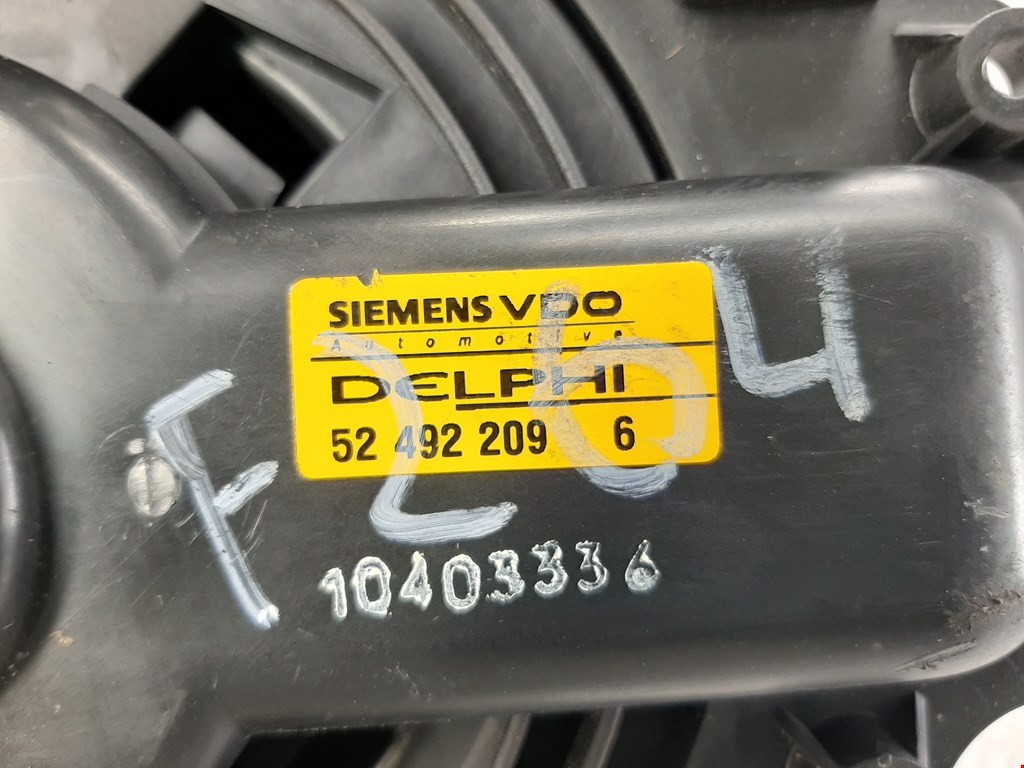 SIEMENS VDO
Automotive
DELPHI
52 492 209 6
F264
10403336